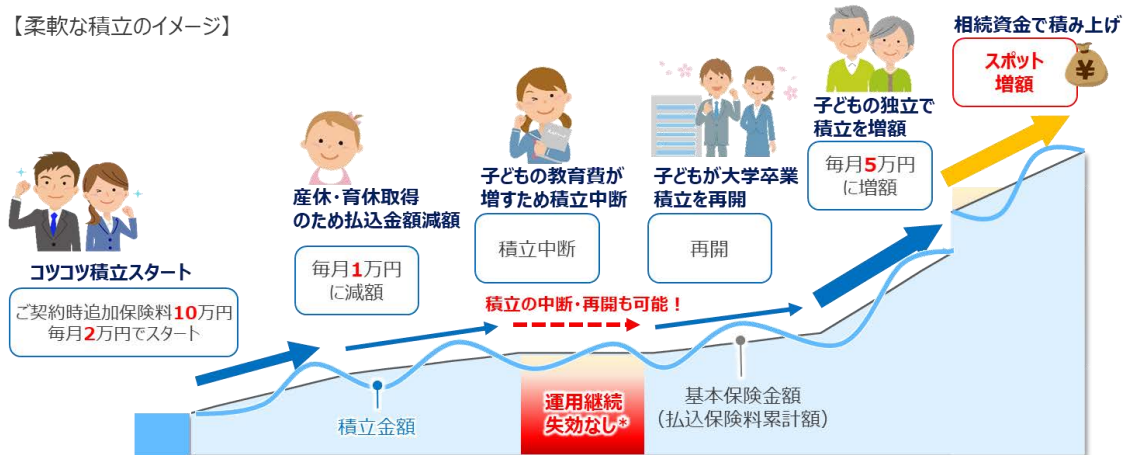 【柔軟な積立のイメージ】
コツコツ積立スタート
ご契約時追加保険料10万円
毎月2万円でスタート
産休・育休取得
のため払込金額減額
毎月1万円
に減額
子どもの教育費が
増すため積立中断
積立中断
積立の中断・再開も可能！
子どもが大学卒業
積立を再開
再開
子どもの独立で
積立を増額
毎月5万円
に増額
相続資金で積み上げ
スポット
増額
¥
積立金額
運用継続
失効なし*
基本保険金額
（払込保険料累計額）